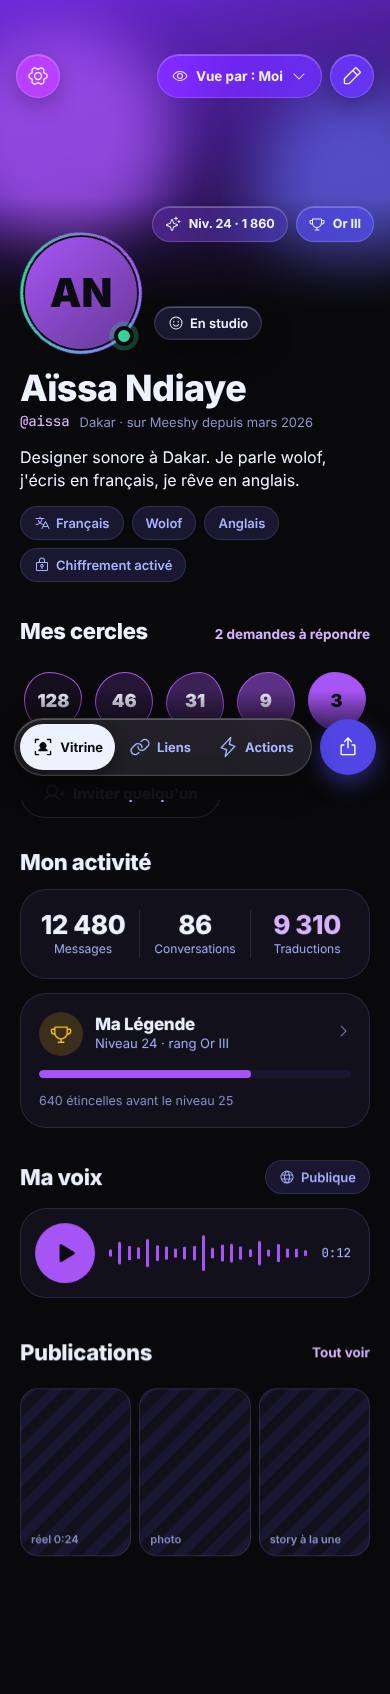 Vue par : Moi
Niv. 24 · 1 860
Or III
AN
En studio
Aïssa Ndiaye
@aissa Dakar · sur Meeshy depuis mars 2026
Designer sonore à Dakar. Je parle wolof,
j'écris en français, je rêve en anglais.
Français Wolof Anglais
Chiffrement activé
Mes cercles 2 demandes à répondre
128 46 31 9 3
Vitrine Liens Actions
Inviter quelqu'un
Mon activité
12 480 86 9 310
Messages Conversations Traductions
Ma Légende
Niveau 24 · rang Or III
640 étincelles avant le niveau 25
Ma voix Publique
0:12
Publications Tout voir
réel 0:24 photo story à la une